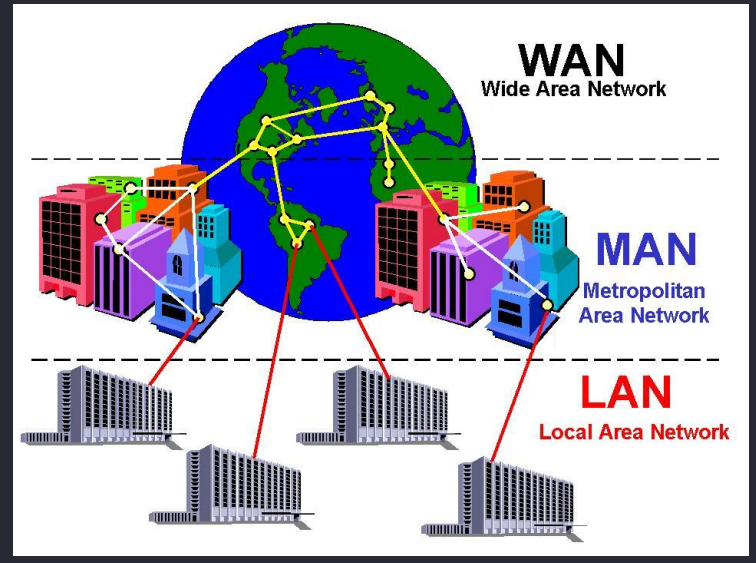 WAN
Wide Area Network
MAN
Metropolitan
Area Network
LAN
Local Area Network